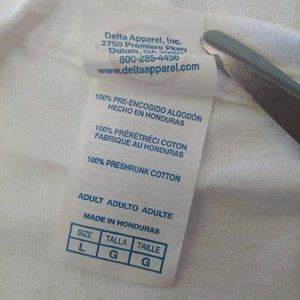 Delta Apparel, Inc.
2750 Premiere Pkwy
Duluth, GA 30097
800-285-4456
www.deltaapparel.com
100% PRE-ENCOGIDO ALGODÓN
HECHO EN HONDURAS
100% PRÉRÉTRÉCI COTON
FABRIQUE AU HONDURAS
100% PRESHRUNK COTTON
ADULT ADULTO ADULTE
MADE IN HONDURAS
SIZE TALLA TAILLE
L G G